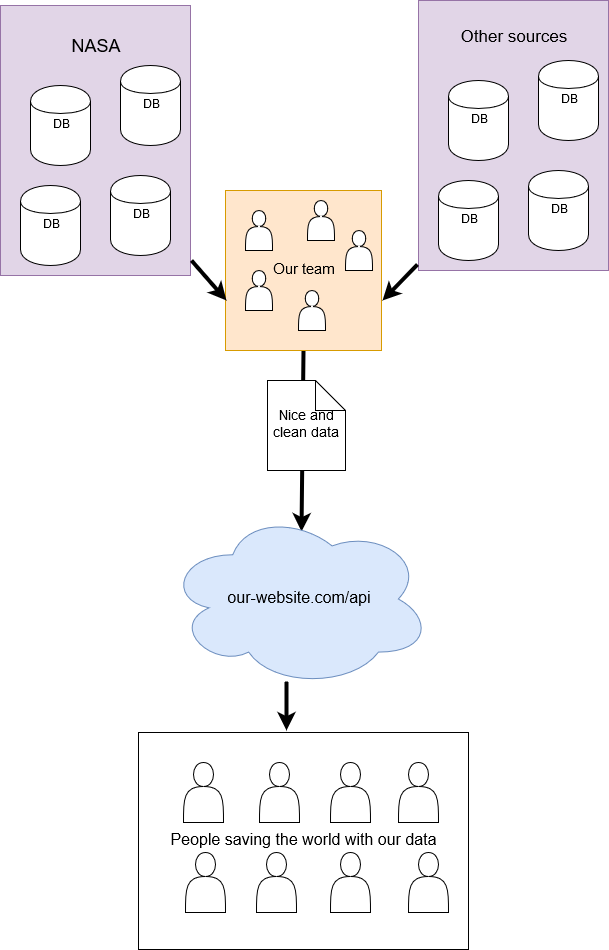 NASA
DB
DB
DB
DB
Other sources
DB
DB
DB
DB
Our team
Nice and
clean data
our-website.com/api
People saving the world with our data